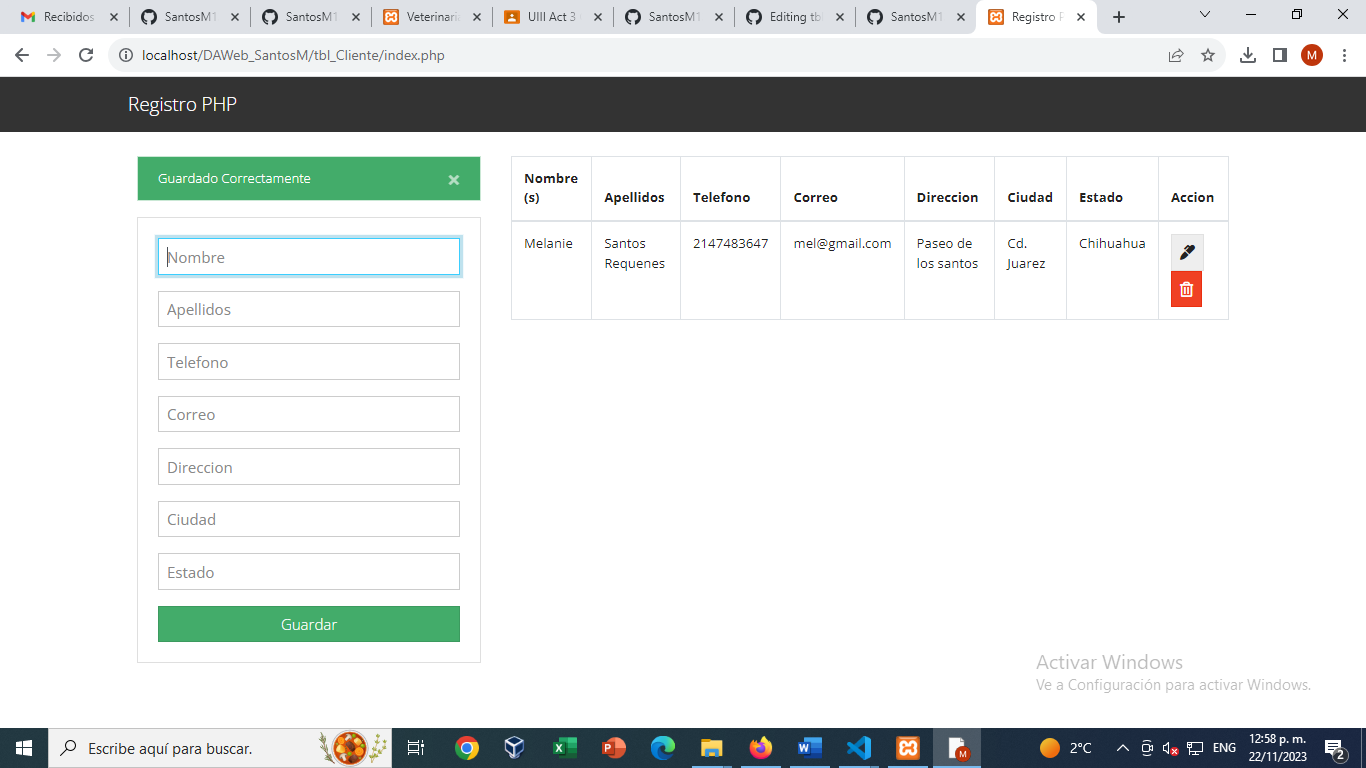 Recibidos
SantosM1
SantosM1
Veterinari
UIII Act 3
SantosM1
Editing tb
SantosM1
Registro P
localhost/DAWeb_SantosM/tbl_Cliente/index.php
M
Registro PHP
Guardado Correctamente
×
Nombre
Apellidos
Telefono
Correo
Direccion
Ciudad
Estado
Guardar
Nombre
(s) Apellidos Telefono Correo Direccion Ciudad Estado Accion
Melanie Santos 2147483647 mel@gmail.com Paseo de Cd. Chihuahua
Requenes los santos Juarez
Activar Windows
Ve a Configuración para activar Windows.
Escribe aquí para buscar.
2°C
ENG
12:58 p. m.
22/11/2023
2